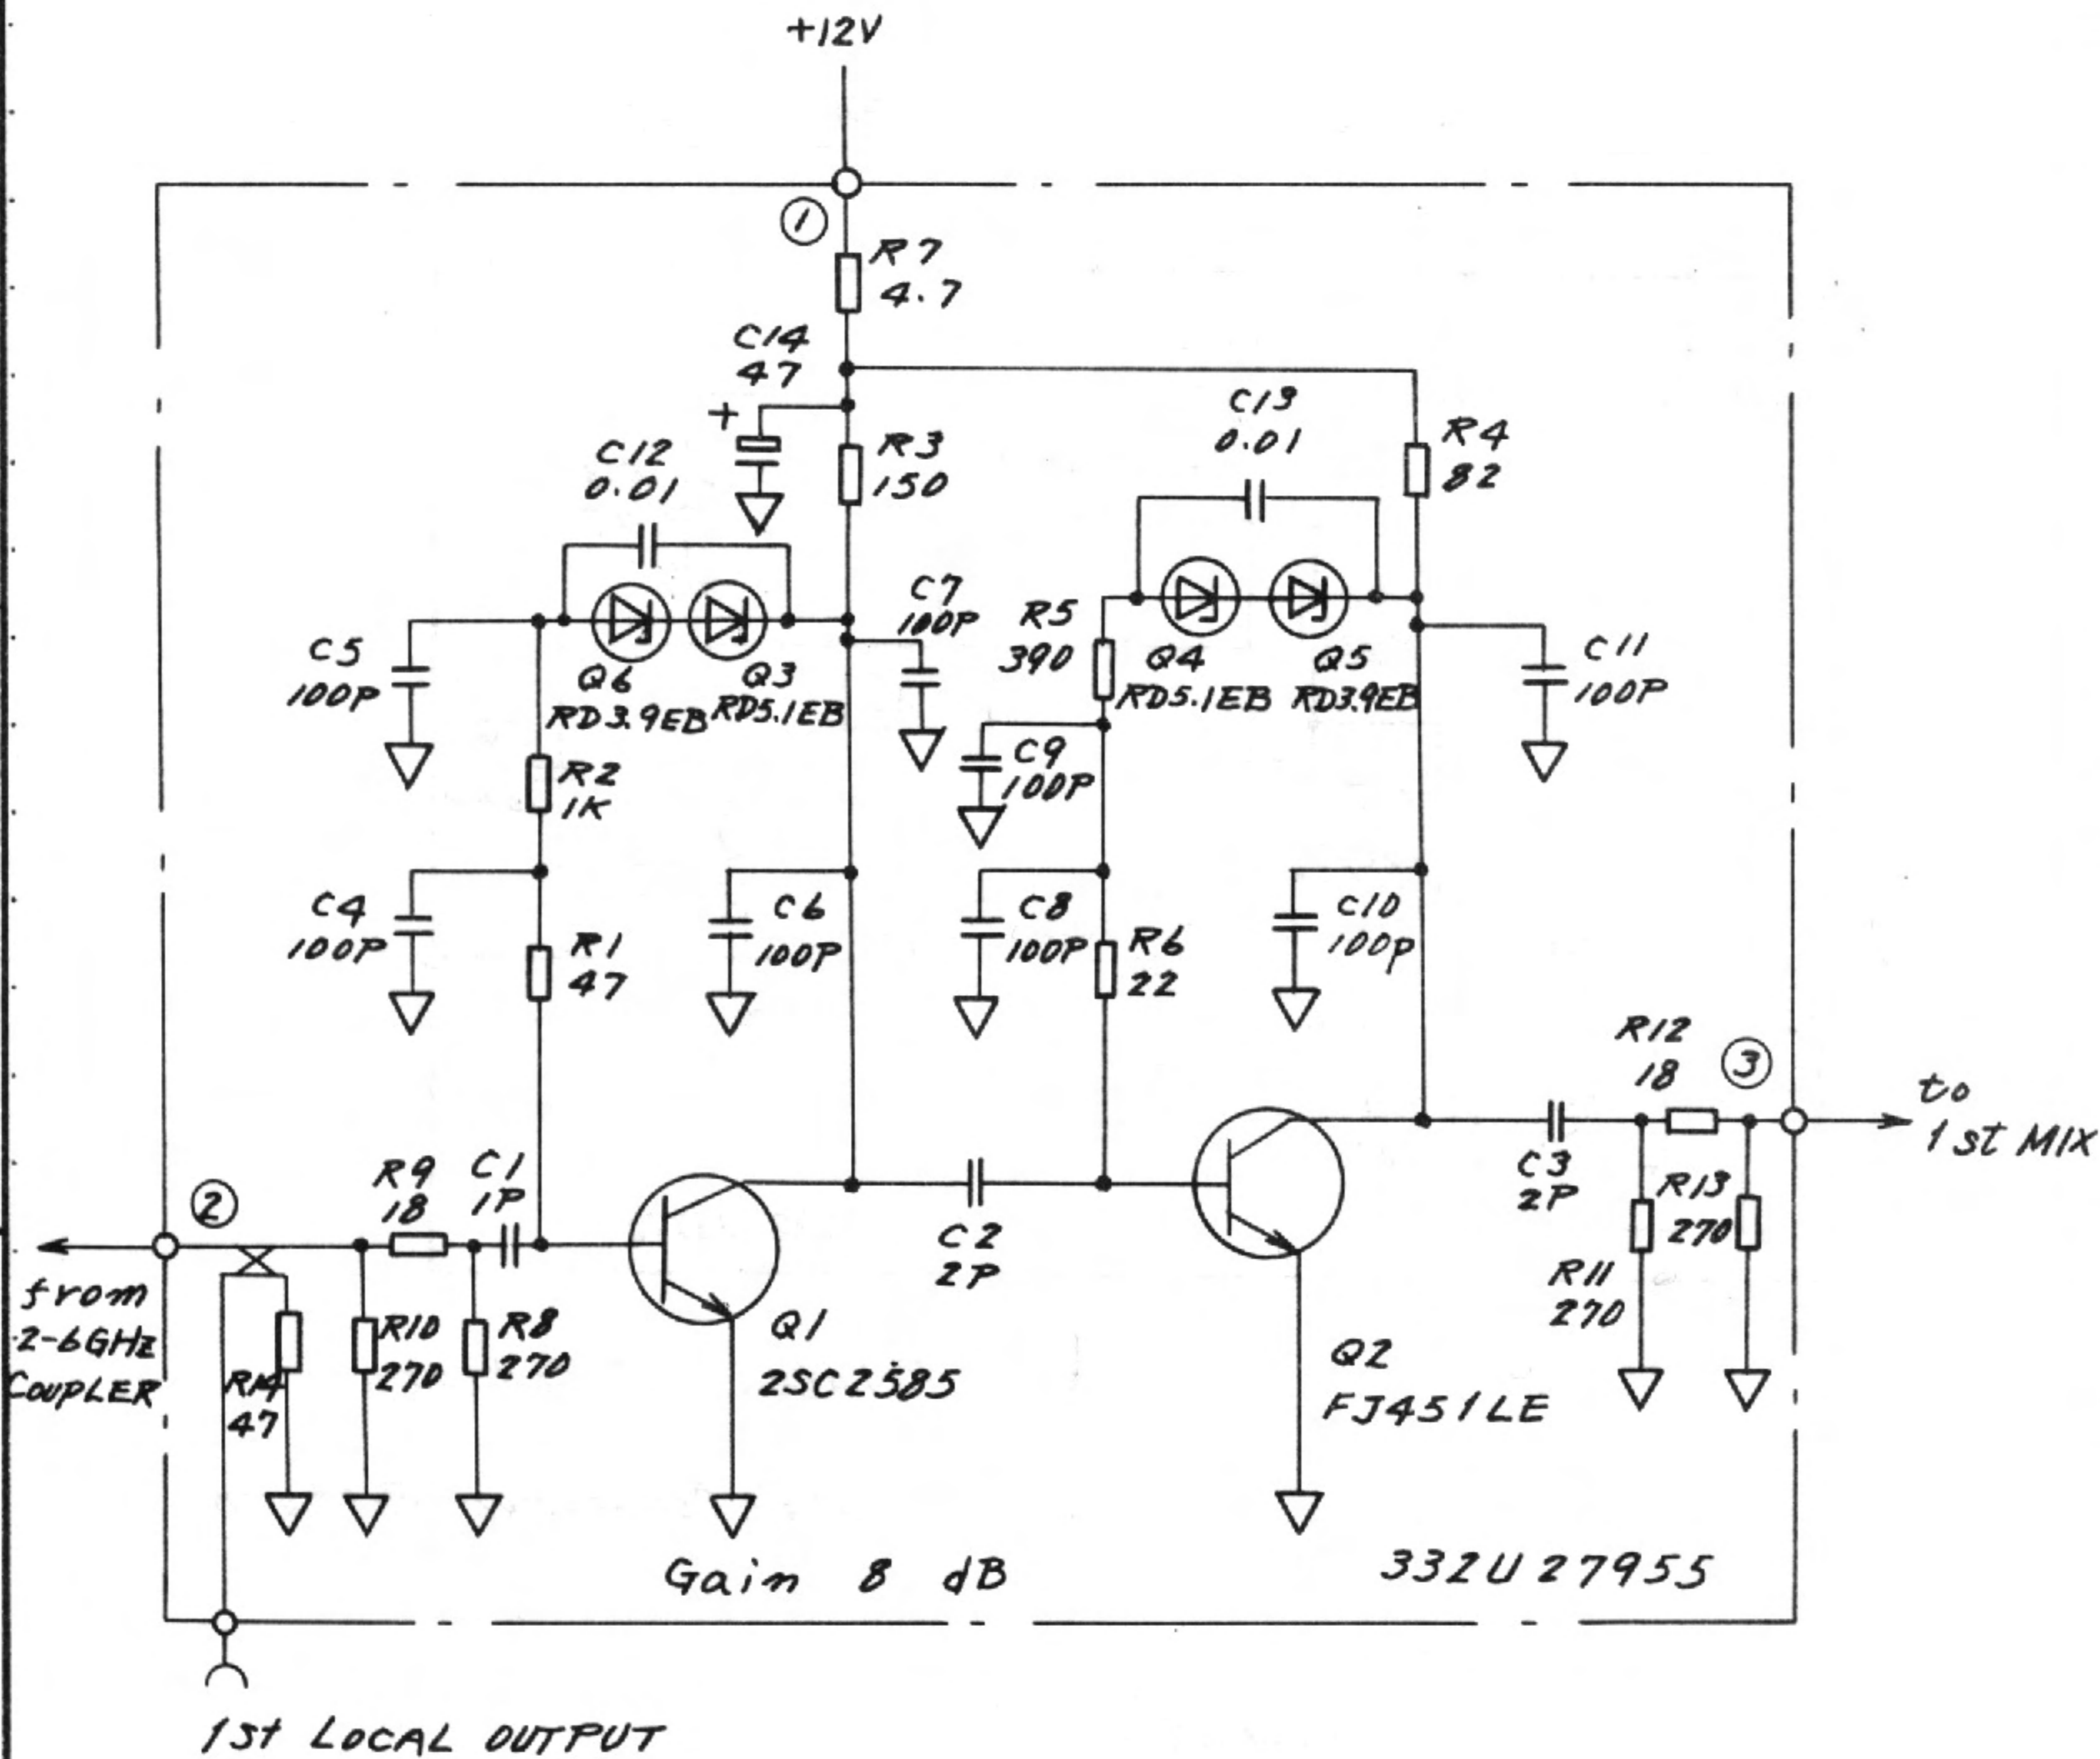 +12V
1
R7
4.7
C14
47
+
C13
0.01
R4
82
C12
0.01
R3
150
C7
100P
R5
390
C5
100P
Q6
RD3.9EB
Q3
RD5.1EB
Q4
RD5.1EB
Q5
RD3.9EB
C11
100P
C9
100P
R2
1K
C4
100P
R1
47
C6
100P
C8
100P
R6
22
C10
100P
R12
18
3
to
1st MIX
2
R9
18
C1
1P
C2
2P
C3
2P
R13
270
R11
270
from
2-6GHz
COUPLER
R14
47
R10
270
R8
270
Q1
2SC2585
Q2
FJ451LE
Gain 8 dB
332U27955
1st LOCAL OUTPUT